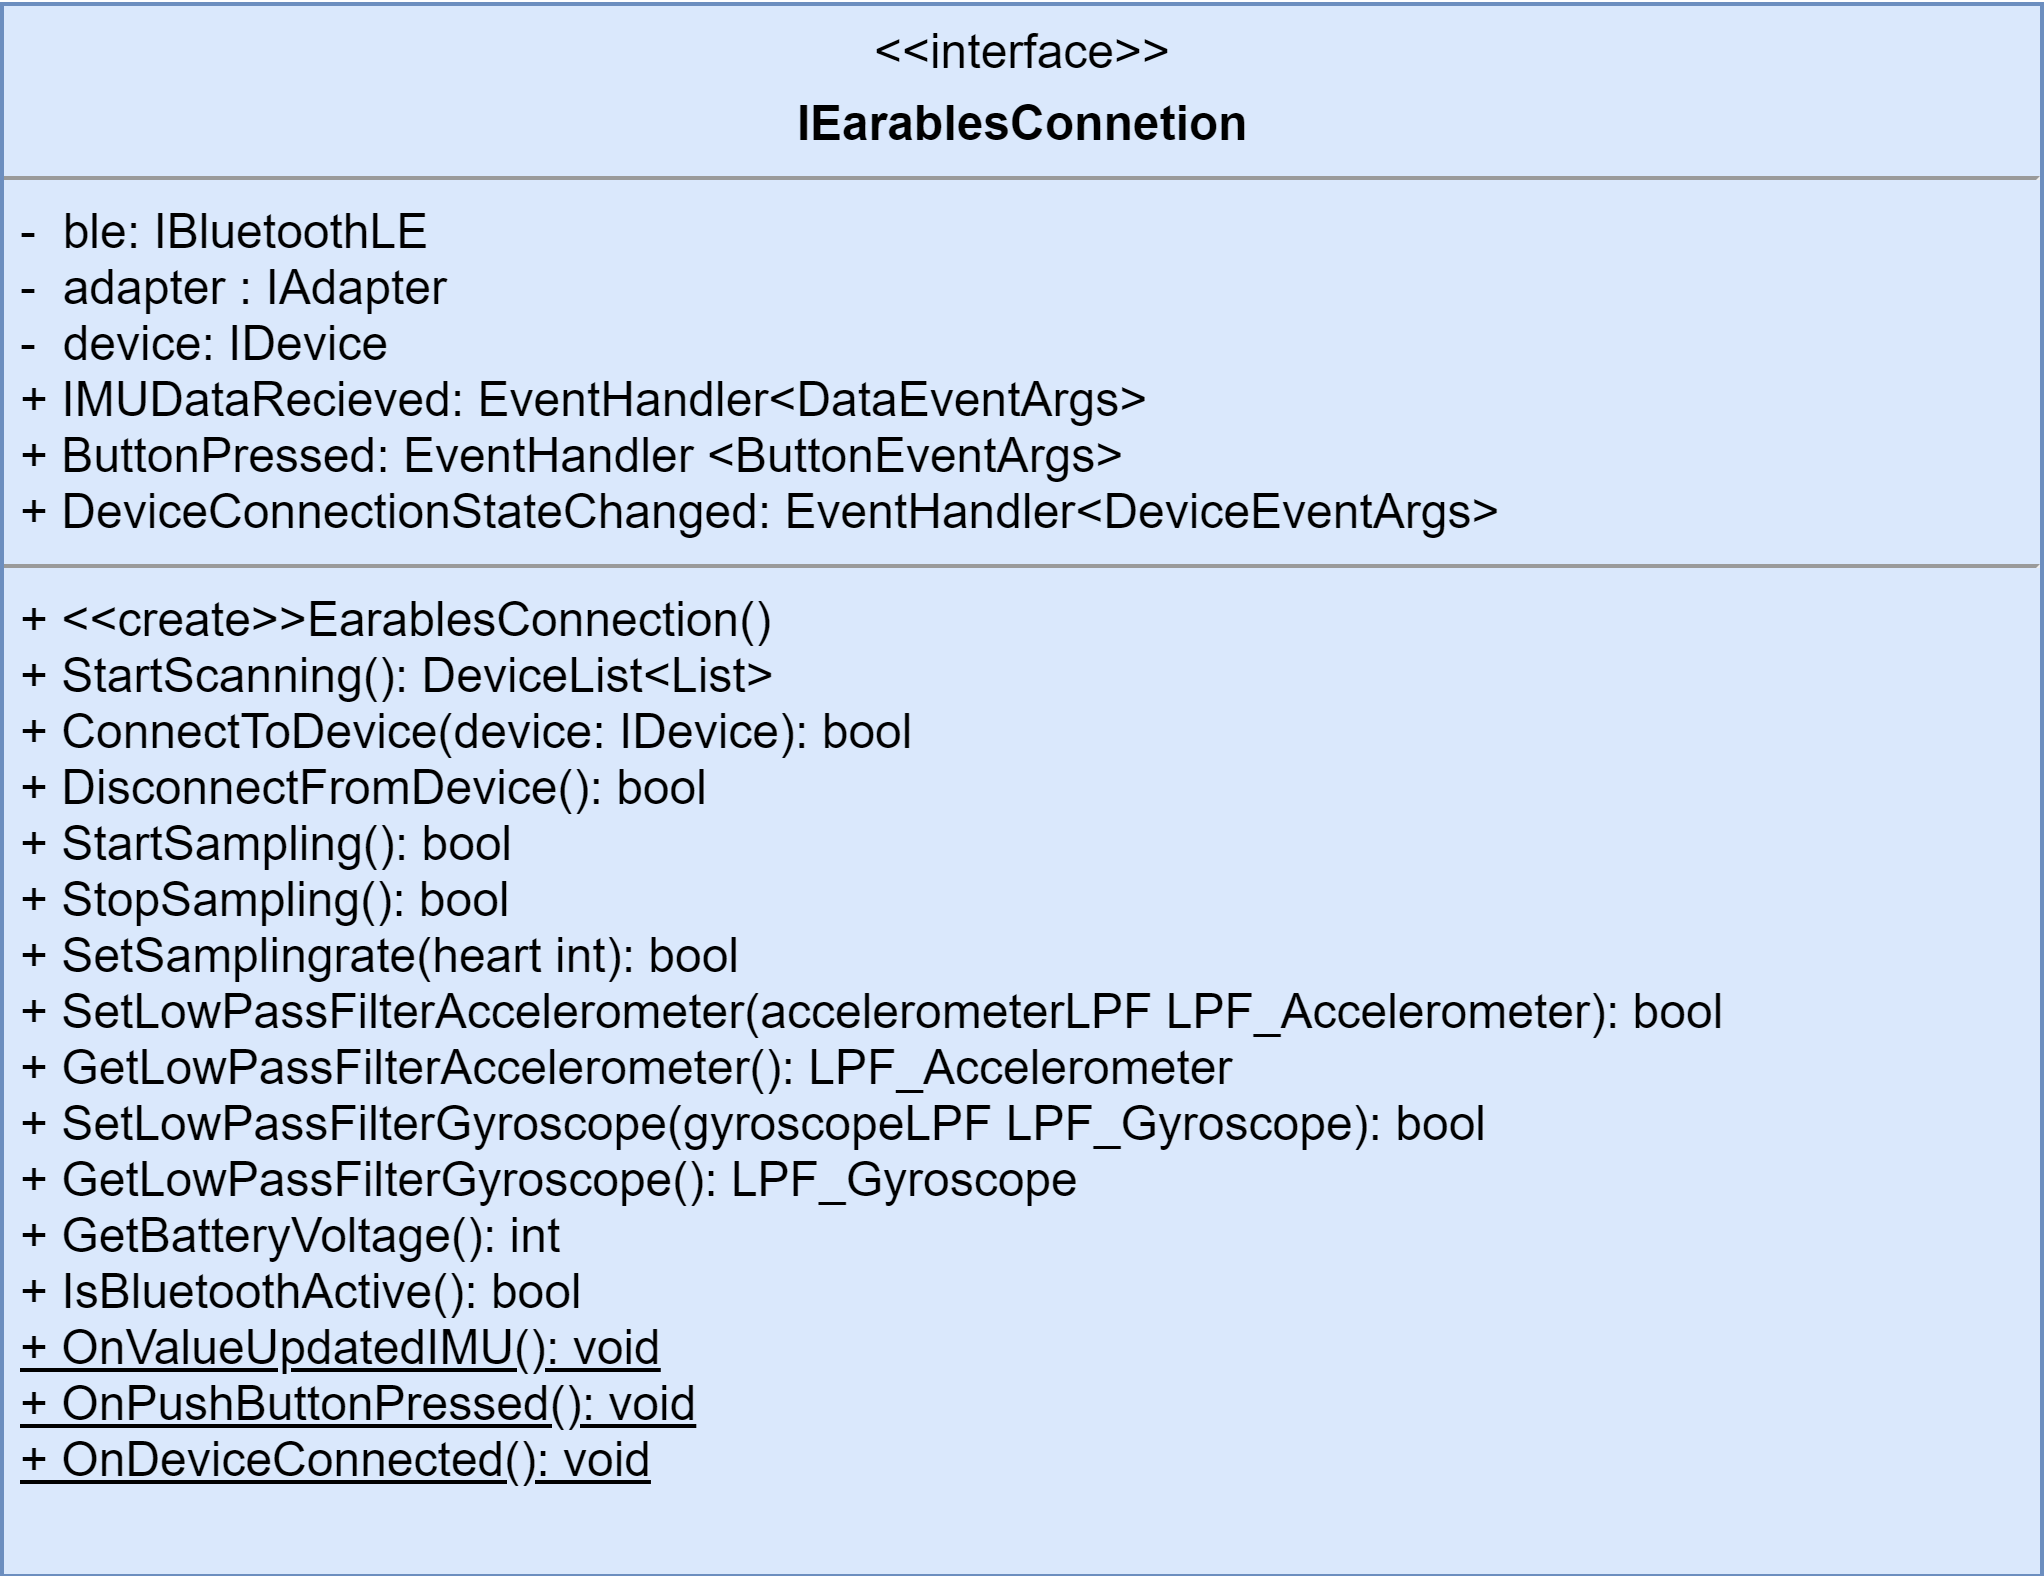 <<interface>>
IEarablesConnetion
- ble: IBluetoothLE
- adapter : IAdapter
- device: IDevice
+ IMUDataRecieved: EventHandler<DataEventArgs>
+ ButtonPressed: EventHandler <ButtonEventArgs>
+ DeviceConnectionStateChanged: EventHandler<DeviceEventArgs>
+ <<create>>EarablesConnection()
+ StartScanning(): DeviceList<List>
+ ConnectToDevice(device: IDevice): bool
+ DisconnectFromDevice(): bool
+ StartSampling(): bool
+ StopSampling(): bool
+ SetSamplingrate(heart int): bool
+ SetLowPassFilterAccelerometer(accelerometerLPF LPF_Accelerometer): bool
+ GetLowPassFilterAccelerometer(): LPF_Accelerometer
+ SetLowPassFilterGyroscope(gyroscopeLPF LPF_Gyroscope): bool
+ GetLowPassFilterGyroscope(): LPF_Gyroscope
+ GetBatteryVoltage(): int
+ IsBluetoothActive(): bool
+ OnValueUpdatedIMU(): void
+ OnPushButtonPressed(): void
+ OnDeviceConnected(): void